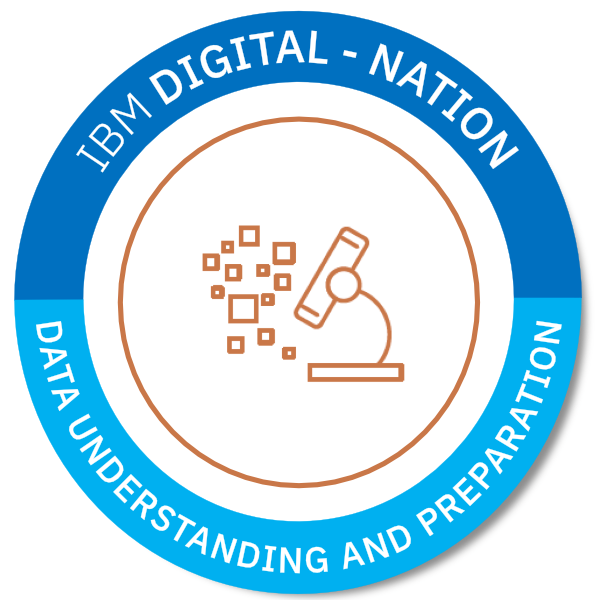 IBM DIGITAL - NATION
DATA UNDERSTANDING AND PREPARATION